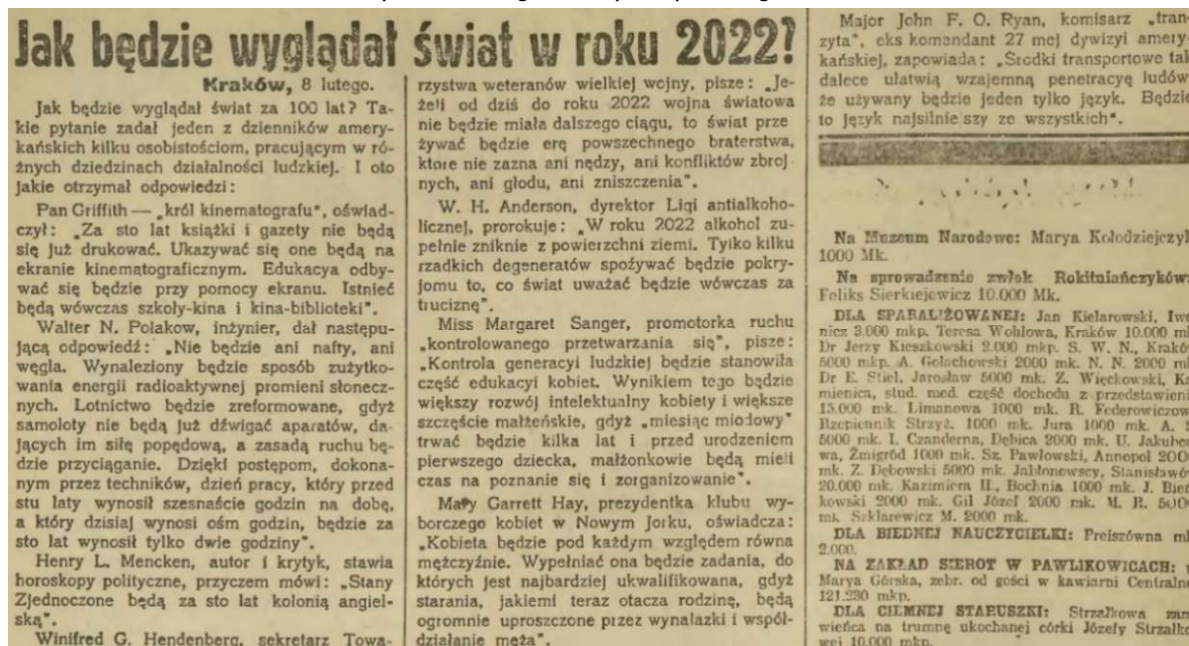 Jak będzie wyglądał świat w roku 2022?
Kraków, 8 lutego.
Jak będzie wyglądał świat za 100 lat? Ta-
kie pytanie zadał jeden z dzienników amery-
kańskich kilku osobistościom, pracującym w ró-
żnych dziedzinach działalności ludzkiej. I oto
jakie otrzymał odpowiedzi:
Pan Griffith — „król kinematografu", oświad-
czył: „Za sto lat książki i gazety nie będą
się już drukować. Ukazywać się one będą na
ekranie kinematograficznym. Edukacya odby-
wać się będzie przy pomocy ekranu. Istnieć
będą wówczas szkoły-kina i kina-biblioteki".
Walter N. Polakow, inżynier, dał następu-
jącą odpowiedź: „Nie będzie ani nafty, ani
węgla. Wynaleziony będzie sposób zużytko-
wania energii radioaktywnej promieni słonecz-
nych. Lotnictwo będzie zreformowane, gdyż
samoloty nie będą już dźwigać aparatów, da-
jących im siłę popędową, a zasadą ruchu bę-
dzie przyciąganie. Dzięki postępom, dokona-
nym przez techników, dzień pracy, który przed
stu laty wynosił szesnaście godzin na dobę,
a który dzisiaj wynosi ośm godzin, będzie za
sto lat wynosił tylko dwie godziny".
Henry L. Mencken, autor i krytyk, stawia
horoskopy polityczne, przyczem mówi: „Stany
Zjednoczone będą za sto lat kolonią angiel-
ską".
Winifred G. Hendenberg, sekretarz Towa-
rzystwa weteranów wielkiej wojny, pisze: „Je-
żeli od dziś do roku 2022 wojna światowa
nie będzie miała dalszego ciągu, to świat prze
żywać będzie erę powszechnego braterstwa,
które nie zazna ani nędzy, ani konfliktów zbroj
nych, ani głodu, ani zniszczenia".
W. H. Anderson, dyrektor Ligi antialkoho-
licznej, prorokuje: „W roku 2022 alkohol zu-
pełnie zniknie z powierzchni ziemi. Tylko kilku
rzadkich degeneratów spożywać będzie pokry-
jomu to, co świat uważać będzie wówczas za
truciznę".
Miss Margaret Sanger, promotorka ruchu
„kontrolowanego przetwarzania się", pisze:
„Kontrola generacyi ludzkiej będzie stanowiła
część edukacyi kobiet. Wynikiem tego będzie
większy rozwój intelektualny kobiety i większe
szczęście małżeńskie, gdyż „miesiąc miodowy"
trwać będzie kilka lat i przed urodzeniem
pierwszego dziecka, małżonkowie będą mieli
czas na poznanie się i zorganizowanie".
Mary Garrett Hay, prezydentka klubu wy-
borczego kobiet w Nowym Jorku, oświadcza:
„Kobieta będzie pod każdym względem równa
mężczyźnie. Wypełniać ona będzie zadania, do
których jest najbardziej ukwalifikowana, gdyż
starania, jakiemi teraz otacza rodzinę, będą
ogromnie uproszczone przez wynalazki i współ-
działanie męża".
Major John F. O. Ryan, komisarz „tran-
zyta", eks komendant 27 mej dywizyi amery-
kańskiej, zapowiada: „Środki transportowe tak
dalece ułatwią wzajemną penetracyę ludów
że używany będzie jeden tylko język. Będzie
to język najsilnie szy ze wszystkich".
Na Muzeum Narodowe: Marya Kołodziejczyk
1000 Mk.
Na sprowadzenie zwłok Rokitniańczyków:
Feliks Sierkiejewicz 10.000 Mk.
DLA SPARALIŻOWANEJ: Jan Kielarowski, Iwo
nicz 3.000 mkp. Teresa Wohlowa, Kraków 10.000 mk
Dr Jerzy Kieszkowski 2.000 mkp. S. W. N., Kraków
5000 mkp. A. Gołachowski 2000 mk. N. N. 2000 mk
Dr E. Stiel, Jarosław 5000 mk. Z. Więckowski, Ka
mienica, stud. med. część dochodu z przedstawieni
15.000 mk. Limanowa 1000 mk. R. Federowiczow
Rzepiennik Strzyż. 1000 mk. Jura 1000 mk. A. S
5000 mk. I. Czanderna, Dębica 2000 mk. U. Jakubo
wa, Żmigród 1000 mk. Sz. Pawłowski, Annopol 2000
mk. Z. Dębowski 5000 mk. Jabłonowscy, Stanisławów
20.000 mk. Kazimiera II., Bochnia 1000 mk. J. Bień
kowski 2000 mk. Gil Józef 2000 mk. M. R. 5000
mk. Szklarewicz M. 2000 mk.
DLA BIEDNEJ NAUCZYCIELKI: Preiszówna mk
2.000.
NA ZAKŁAD SIEROT W PAWLIKOWICACH:
Marya Górska, zebr. od gości w kawiarni Centralne
121.230 mkp.
DLA CIEMNEJ STARUSZKI: Strzałkowa zam
wieńca na trumnę ukochanej córki Józefy Strzałko
wej 10.000 mkp.